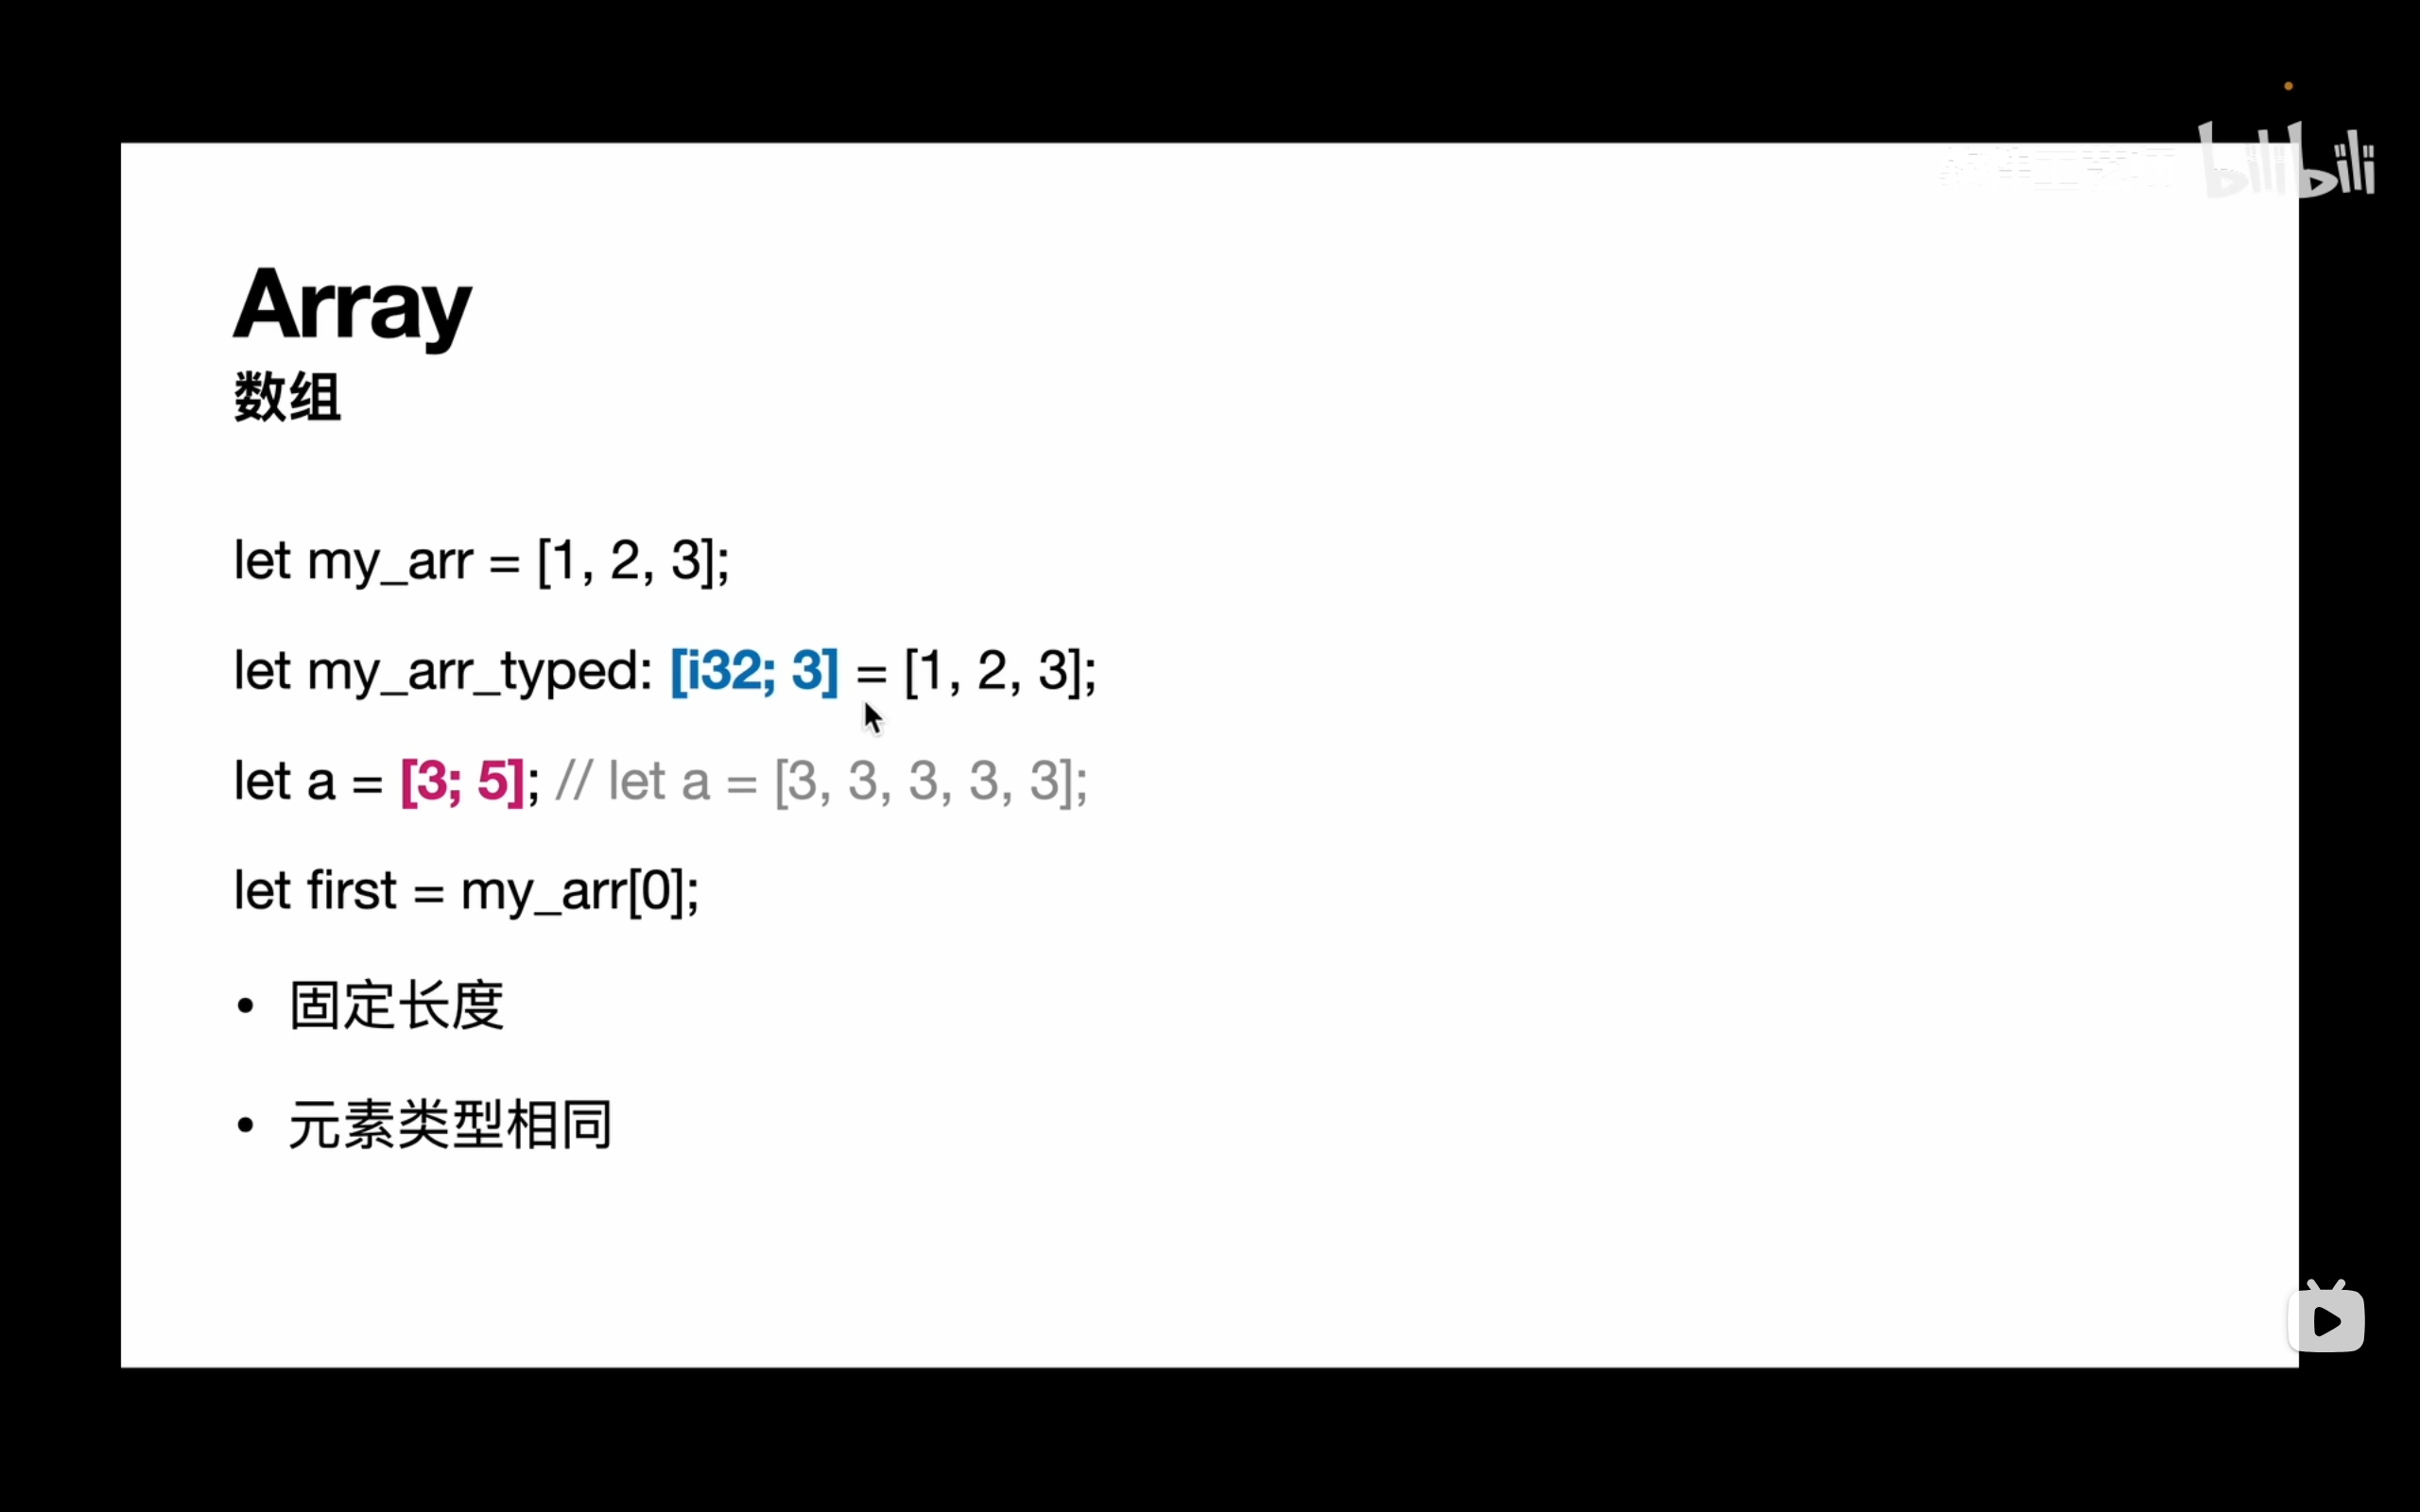 bilibili
Array
数组
let my_arr = [1, 2, 3];
let my_arr_typed: [i32; 3] = [1, 2, 3];
let a = [3; 5]; // let a = [3, 3, 3, 3, 3];
let first = my_arr[0];
• 固定长度
• 元素类型相同